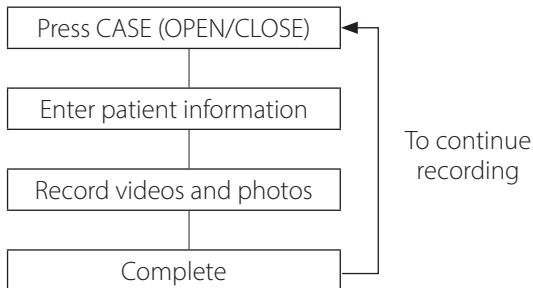 Press CASE (OPEN/CLOSE)
Enter patient information
To continue
recording
Record videos and photos
Complete